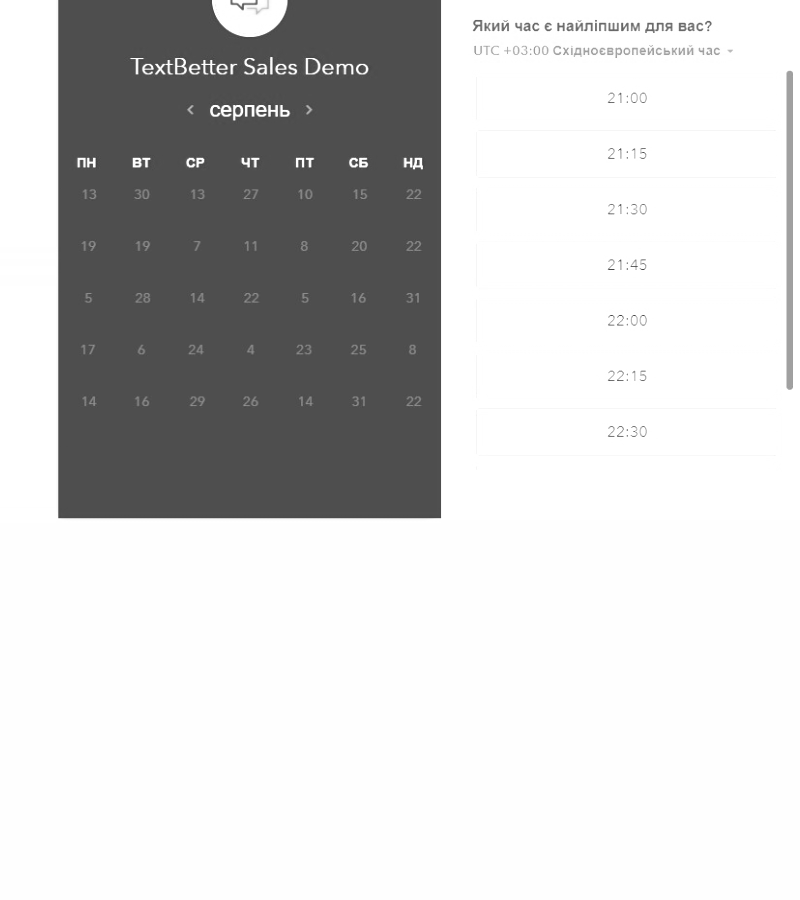 TextBetter Sales Demo
серпень
ПН ВТ СР ЧТ ПТ СБ НД
13 30 13 27 10 15 22
19 19 7 11 8 20 22
5 28 14 22 5 16 31
17 6 24 4 23 25 8
14 16 29 26 14 31 22
Який час є найліпшим для вас?
UTC +03:00 Східноєвропейський час
21:00
21:15
21:30
21:45
22:00
22:15
22:30